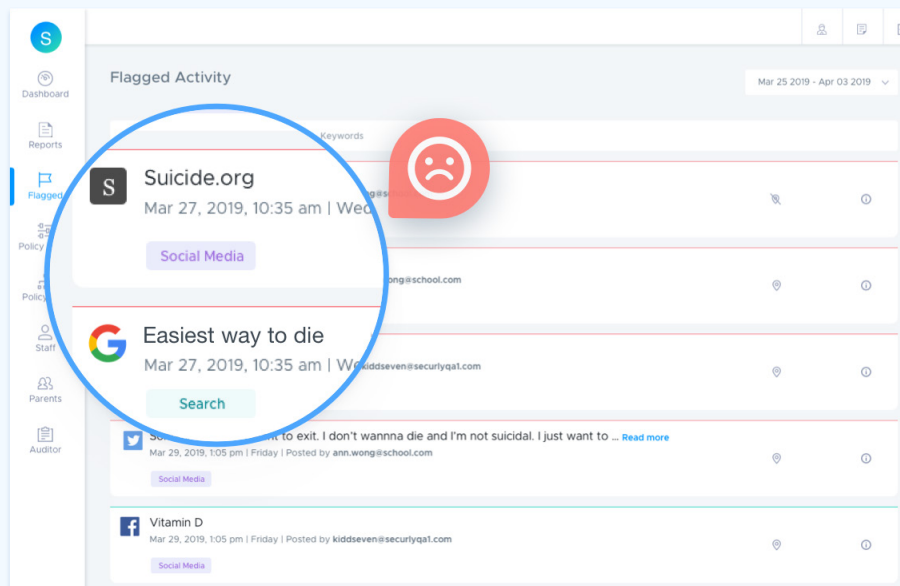 S
Dashboard
Reports
Flagged
Policy
Policy
Staff
Parents
Auditor
Flagged Activity
Mar 25 2019 - Apr 03 2019
Keywords
S
Suicide.org
Mar 27, 2019, 10:35 am | Wed
Social Media
ong@school.com
Easiest way to die
Mar 27, 2019, 10:35 am |
kiddseven@securlyqa1.com
Search
to exit. I don't wannna die and I'm not suicidal. I just want to ... Read more
Mar 29, 2019, 1:05 pm | Friday | Posted by ann.wong@school.com
Social Media
Vitamin D
Mar 29, 2019, 1:05 pm | Friday | Posted by kiddseven@securlyqa1.com
Social Media